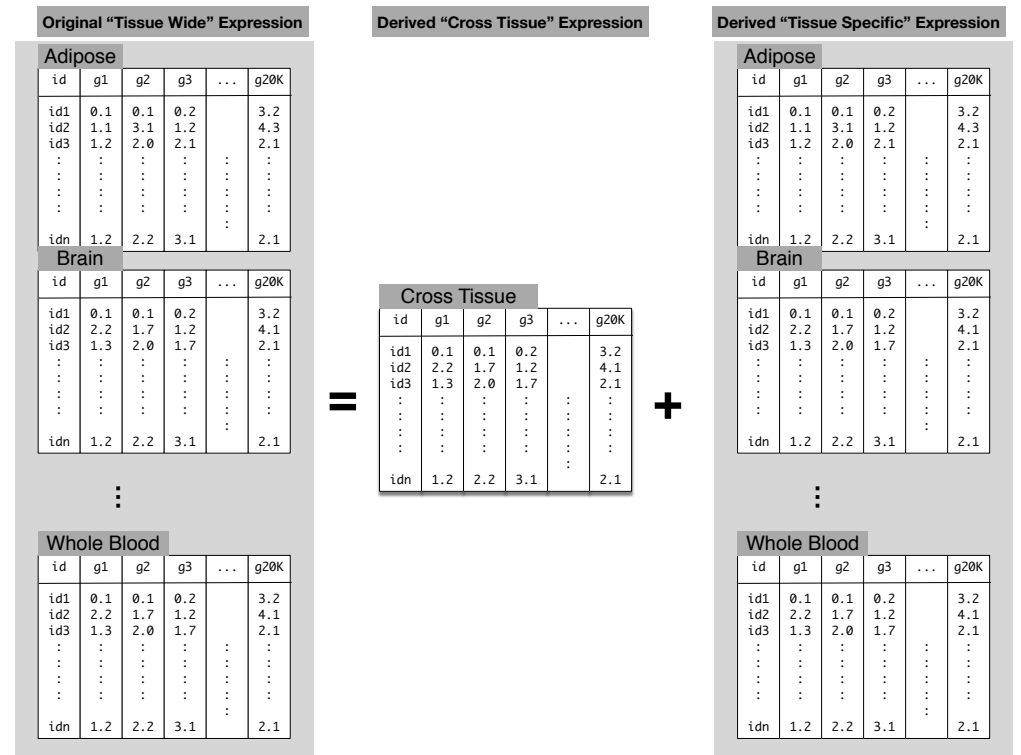 Original “Tissue Wide” Expression
Adipose
id g1 g2 g3 ... g20K
id1 0.1 0.1 0.2 3.2
id2 1.1 3.1 1.2 4.3
id3 1.2 2.0 2.1 2.1
: : : : : :
: : : : : :
: : : : : :
: : : : : :
:
idn 1.2 2.2 3.1 2.1
Brain
id g1 g2 g3 ... g20K
id1 0.1 0.1 0.2 3.2
id2 2.2 1.7 1.2 4.1
id3 1.3 2.0 1.7 2.1
: : : : : :
: : : : : :
: : : : : :
: : : : : :
:
idn 1.2 2.2 3.1 2.1
⋮
Whole Blood
id g1 g2 g3 ... g20K
id1 0.1 0.1 0.2 3.2
id2 2.2 1.7 1.2 4.1
id3 1.3 2.0 1.7 2.1
: : : : : :
: : : : : :
: : : : : :
: : : : : :
:
idn 1.2 2.2 3.1 2.1
=
Derived “Cross Tissue” Expression
Cross Tissue
id g1 g2 g3 ... g20K
id1 0.1 0.1 0.2 3.2
id2 2.2 1.7 1.2 4.1
id3 1.3 2.0 1.7 2.1
: : : : : :
: : : : : :
: : : : : :
: : : : : :
:
idn 1.2 2.2 3.1 2.1
+
Derived “Tissue Specific” Expression
Adipose
id g1 g2 g3 ... g20K
id1 0.1 0.1 0.2 3.2
id2 1.1 3.1 1.2 4.3
id3 1.2 2.0 2.1 2.1
: : : : : :
: : : : : :
: : : : : :
: : : : : :
:
idn 1.2 2.2 3.1 2.1
Brain
id g1 g2 g3 ... g20K
id1 0.1 0.1 0.2 3.2
id2 2.2 1.7 1.2 4.1
id3 1.3 2.0 1.7 2.1
: : : : : :
: : : : : :
: : : : : :
: : : : : :
:
idn 1.2 2.2 3.1 2.1
⋮
Whole Blood
id g1 g2 g3 ... g20K
id1 0.1 0.1 0.2 3.2
id2 2.2 1.7 1.2 4.1
id3 1.3 2.0 1.7 2.1
: : : : : :
: : : : : :
: : : : : :
: : : : : :
:
idn 1.2 2.2 3.1 2.1